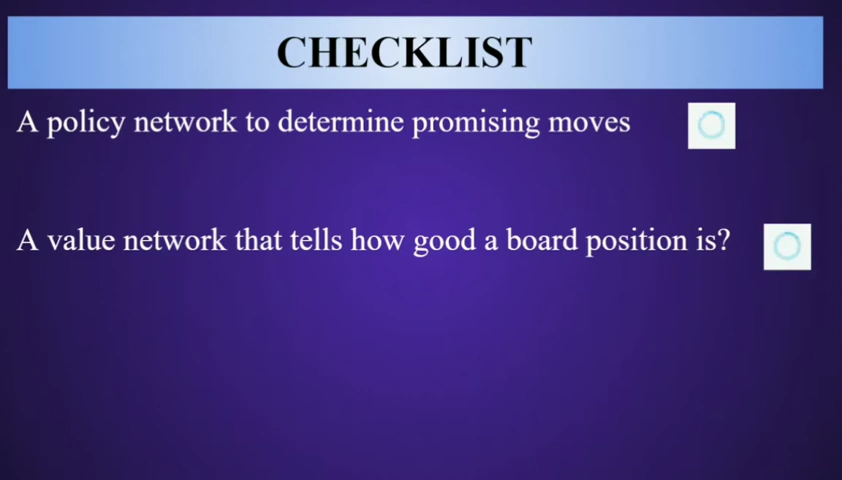 CHECKLIST
A policy network to determine promising moves
A value network that tells how good a board position is?